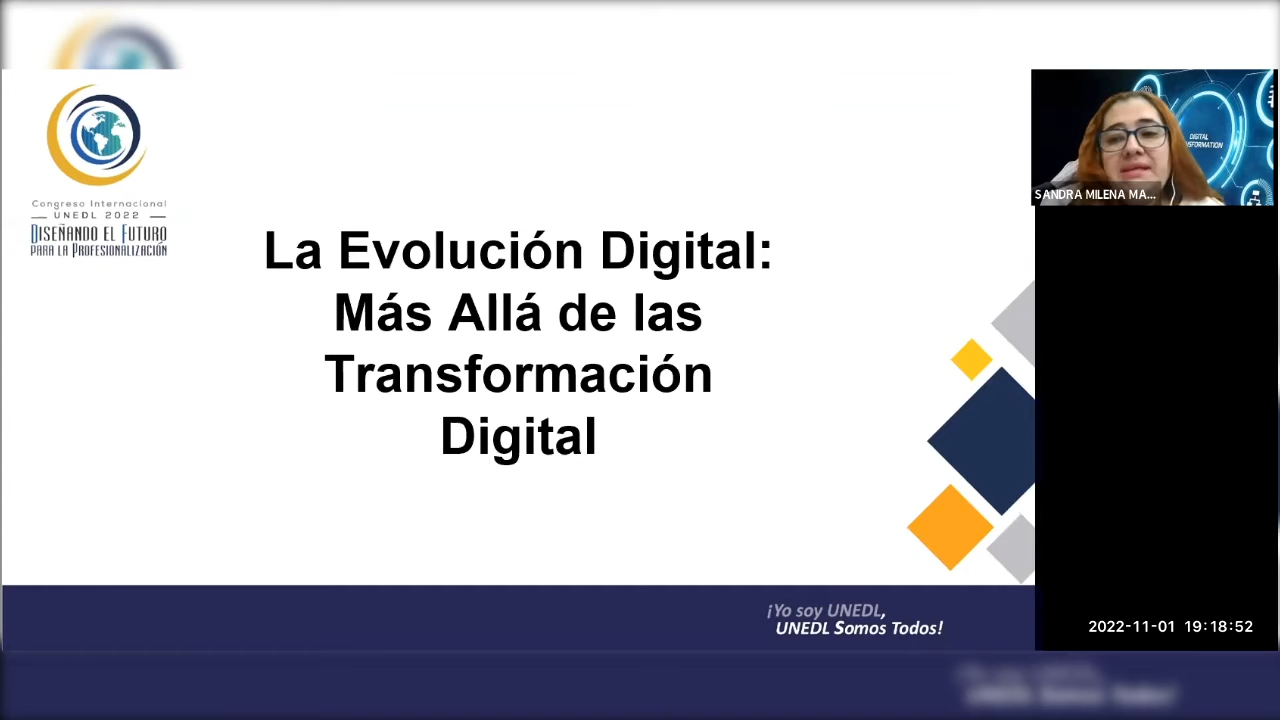 Congreso Internacional
UNEDL 2022
DISEÑANDO EL FUTURO
PARA LA PROFESIONALIZACIÓN
La Evolución Digital:
Más Allá de las
Transformación
Digital
¡Yo soy UNEDL,
UNEDL Somos Todos!
DIGITAL
SANDRA MILENA MA...
2022-11-01 19:18:52